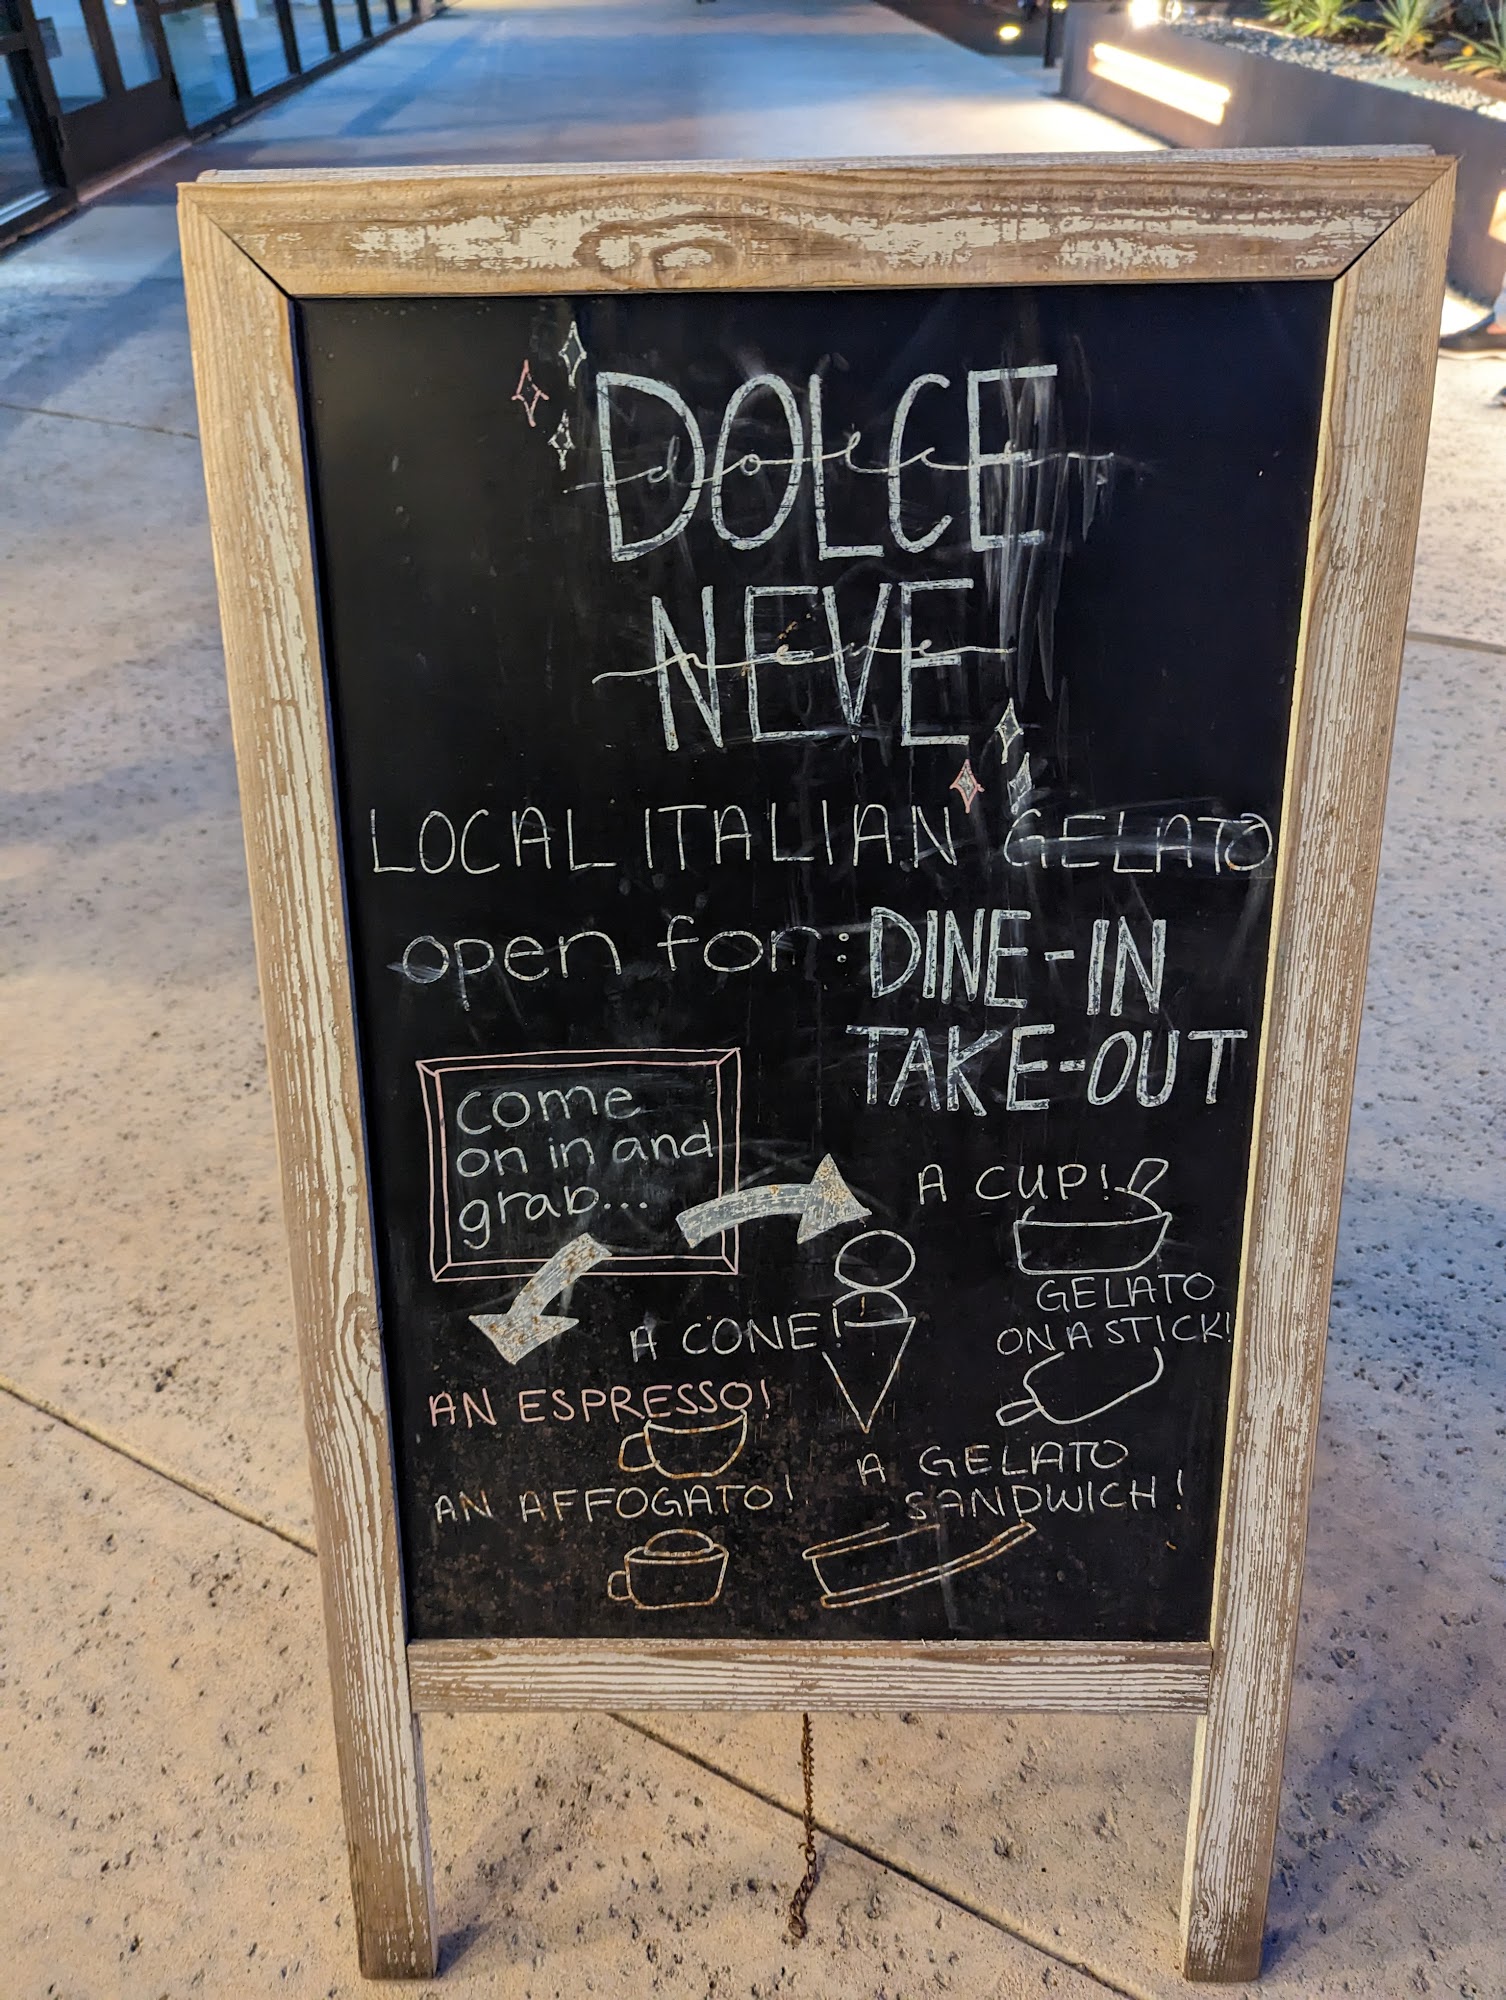 DOLCE
dolce
NEVE
neve
LOCAL ITALIAN GELATO
open for: DINE-IN
TAKE-OUT
come
on in and
grab...
A CUP!
A CONE!
GELATO
ON A STICK!
AN ESPRESSO!
A GELATO
SANDWICH!
AN AFFOGATO!